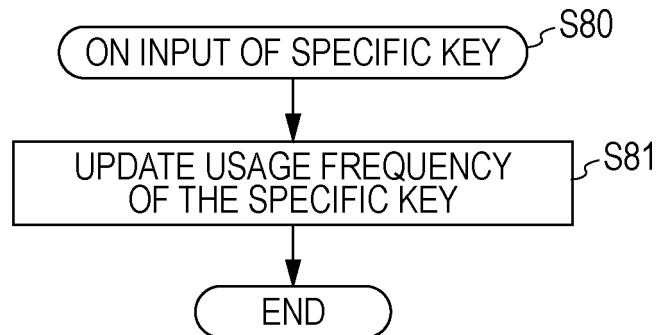 ON INPUT OF SPECIFIC KEY
S80
UPDATE USAGE FREQUENCY
OF THE SPECIFIC KEY
S81
END